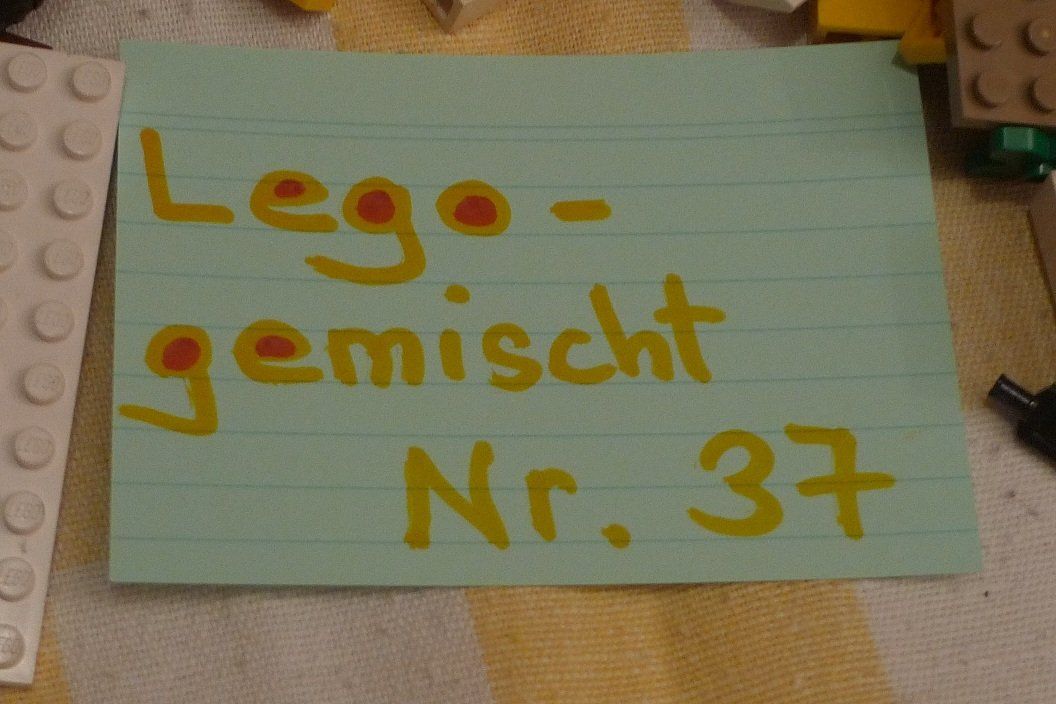 Lego-
gemischt
Nr. 37